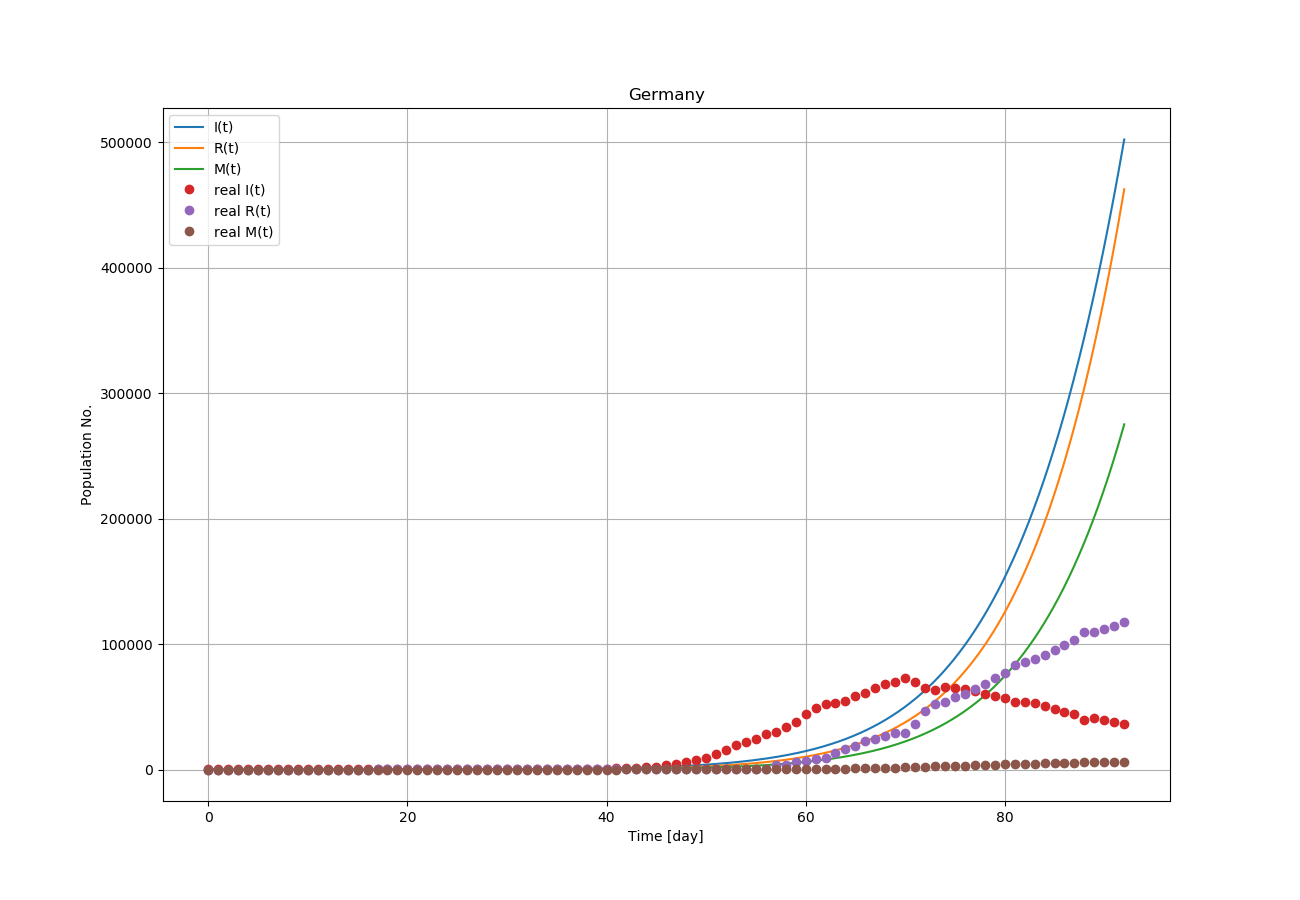 Germany
I(t)
R(t)
M(t)
real I(t)
real R(t)
real M(t)
500000
400000
300000
200000
100000
0
Population No.
0 20 40 60 80
Time [day]